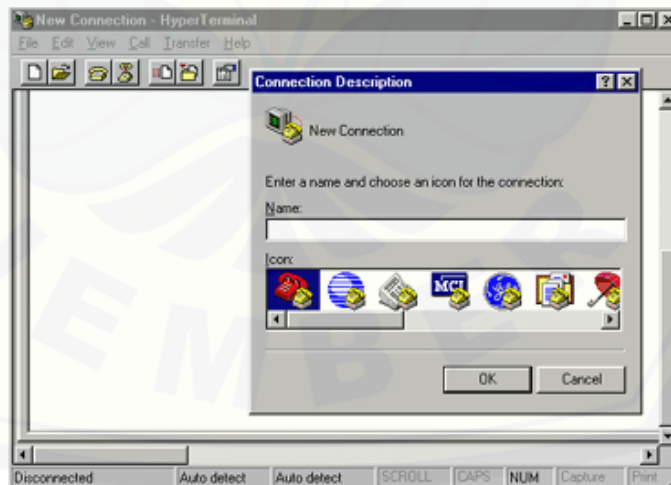 New Connection - HyperTerminal
File Edit View Call Transfer Help
Connection Description
New Connection
Enter a name and choose an icon for the connection:
Name:
Icon:
MCI
OK Cancel
Disconnected Auto detect Auto detect SCROLL CAPS NUM Capture Print
EMBER